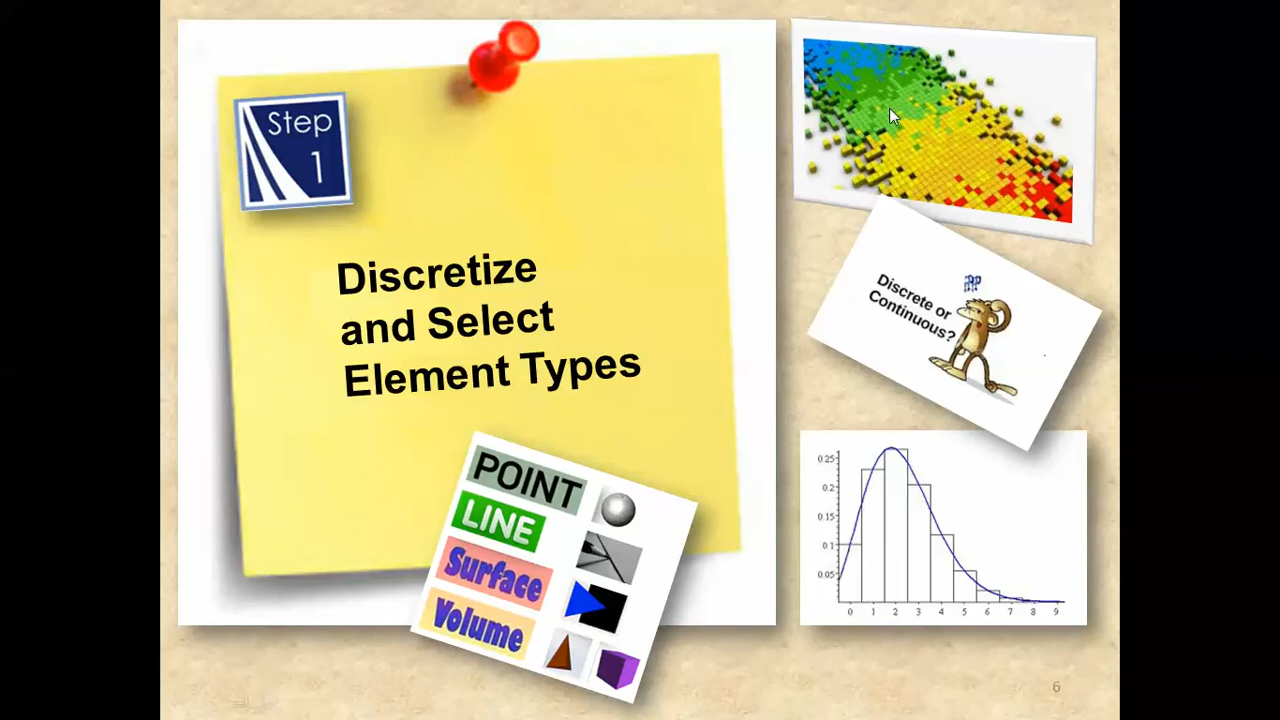 Step
1
Discretize
and Select
Element Types
POINT
LINE
Surface
Volume
Discrete or
Continuous?
0.25
0.2
0.15
0.1
0.05
0 1 2 3 4 5 6 7 8 9
6